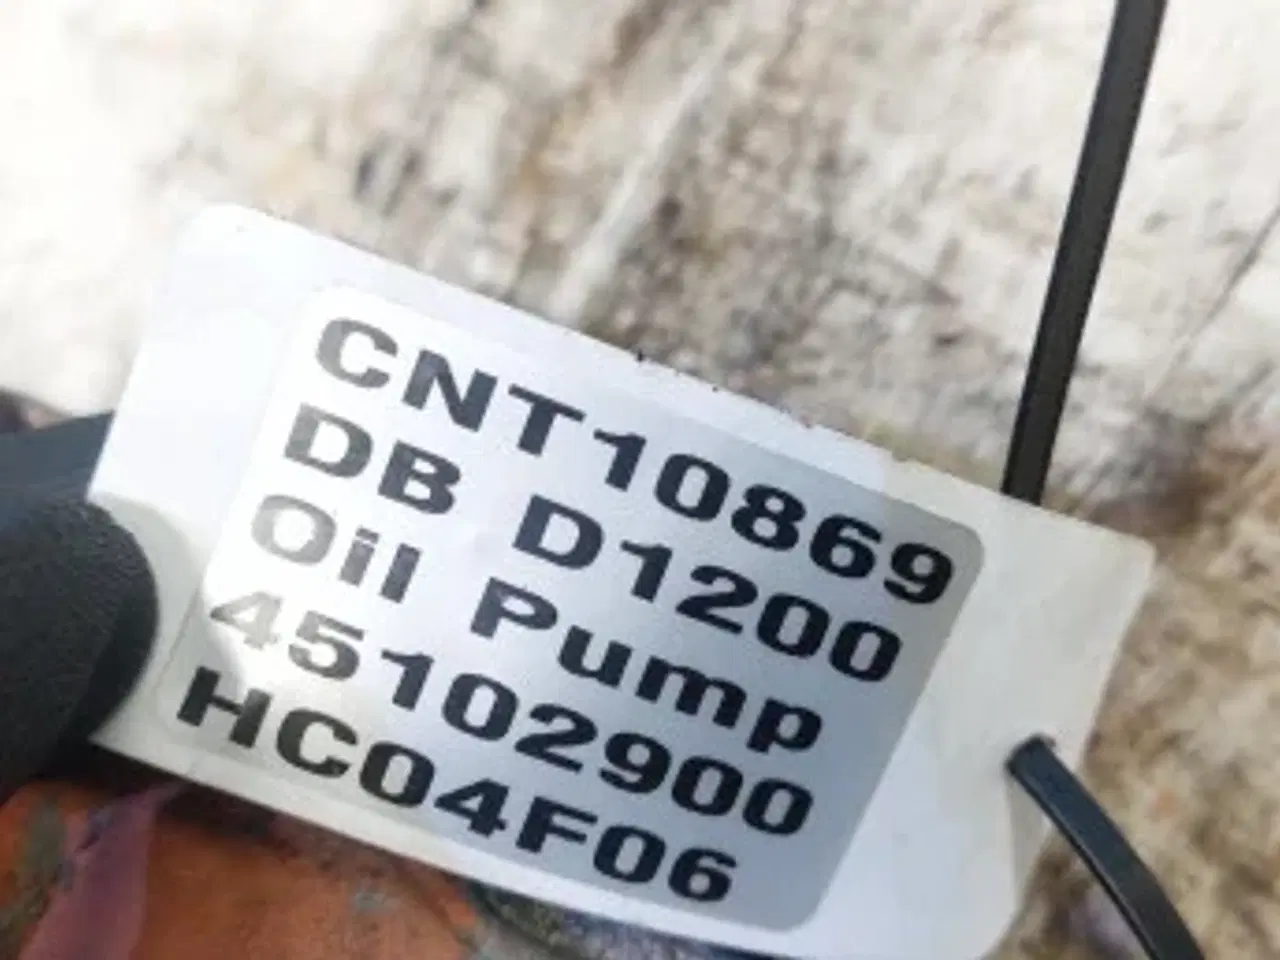 CNT10869
DB D1200
Oil Pump
45102900
HC04F06